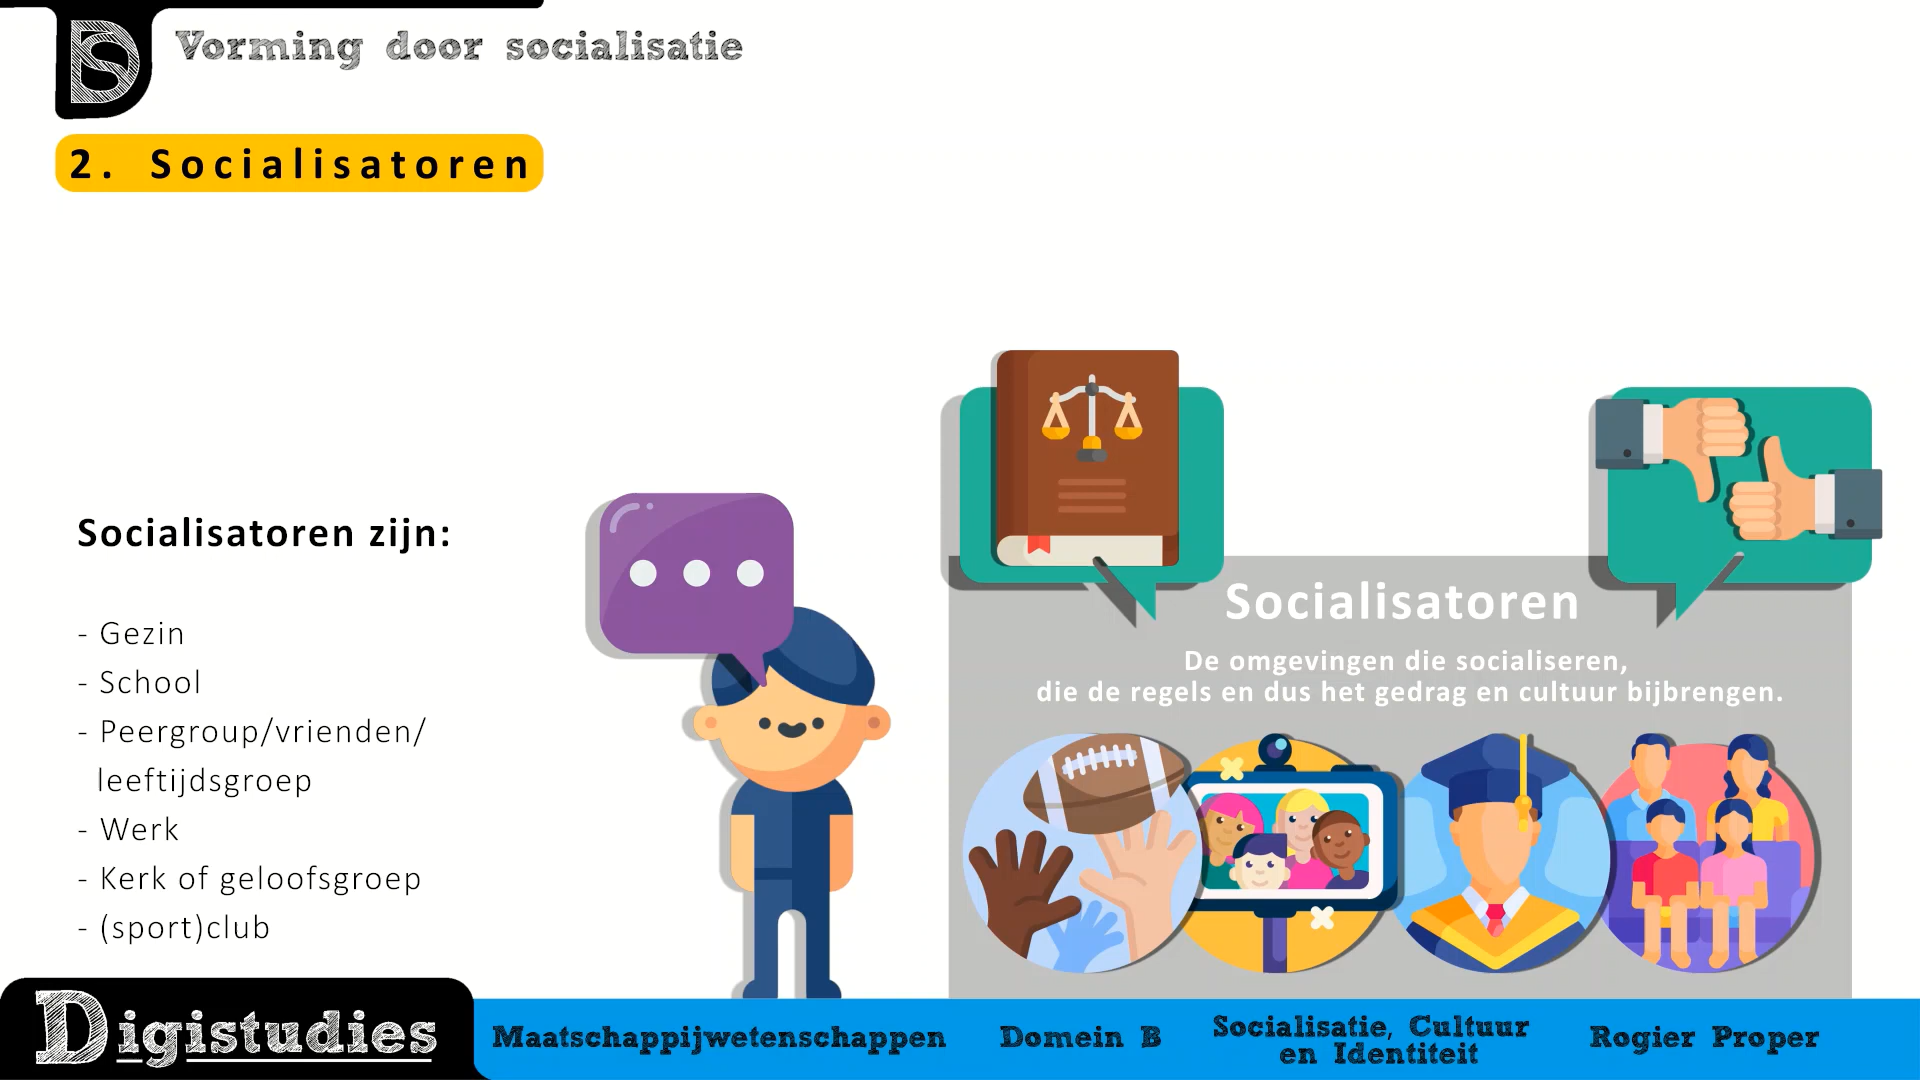 DS
Vorming door socialisatie
2. Socialisatoren
Socialisatoren zijn:
- Gezin
- School
- Peergroup/vrienden/
leeftijdsgroep
- Werk
- Kerk of geloofsgroep
- (sport)club
Socialisatoren
De omgevingen die socialiseren,
die de regels en dus het gedrag en cultuur bijbrengen.
Digistudies
Maatschappijwetenschappen
Domein B
Socialisatie, Cultuur
en Identiteit
Rogier Proper